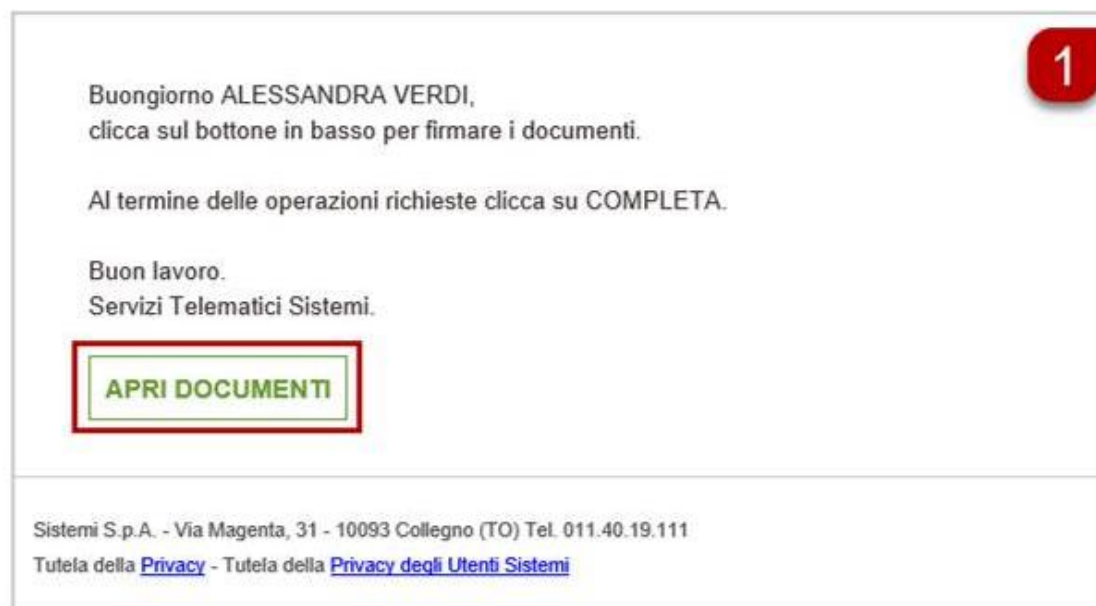 1
Buongiorno ALESSANDRA VERDI,
clicca sul bottone in basso per firmare i documenti.
Al termine delle operazioni richieste clicca su COMPLETA.
Buon lavoro.
Servizi Telematici Sistemi.
APRI DOCUMENTI
Sistemi S.p.A. - Via Magenta, 31 - 10093 Collegno (TO) Tel. 011.40.19.111
Tutela della Privacy - Tutela della Privacy degli Utenti Sistemi